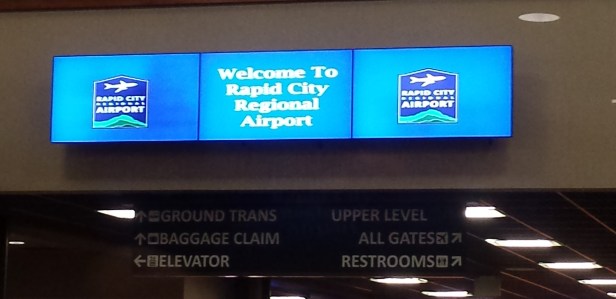 RAPID CITY
REGIONAL
AIRPORT
Welcome To
Rapid City
Regional
Airport
RAPID CITY
REGIONAL
AIRPORT
GROUND TRANS
BAGGAGE CLAIM
ELEVATOR
UPPER LEVEL
ALL GATES
RESTROOMS